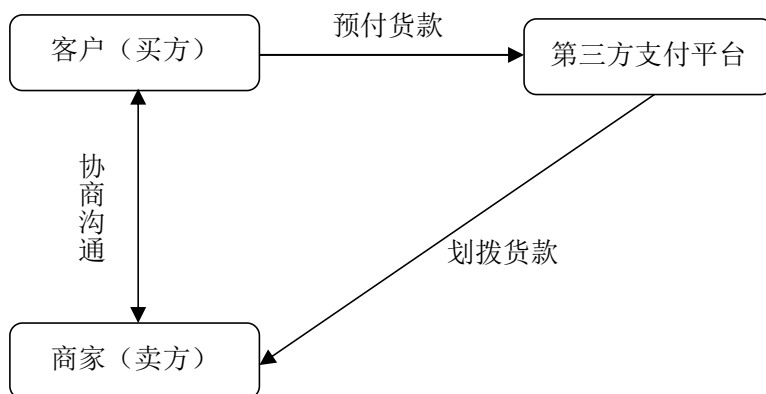 预付货款
客户（买方）
第三方支付平台
协商沟通
划拨货款
商家（卖方）